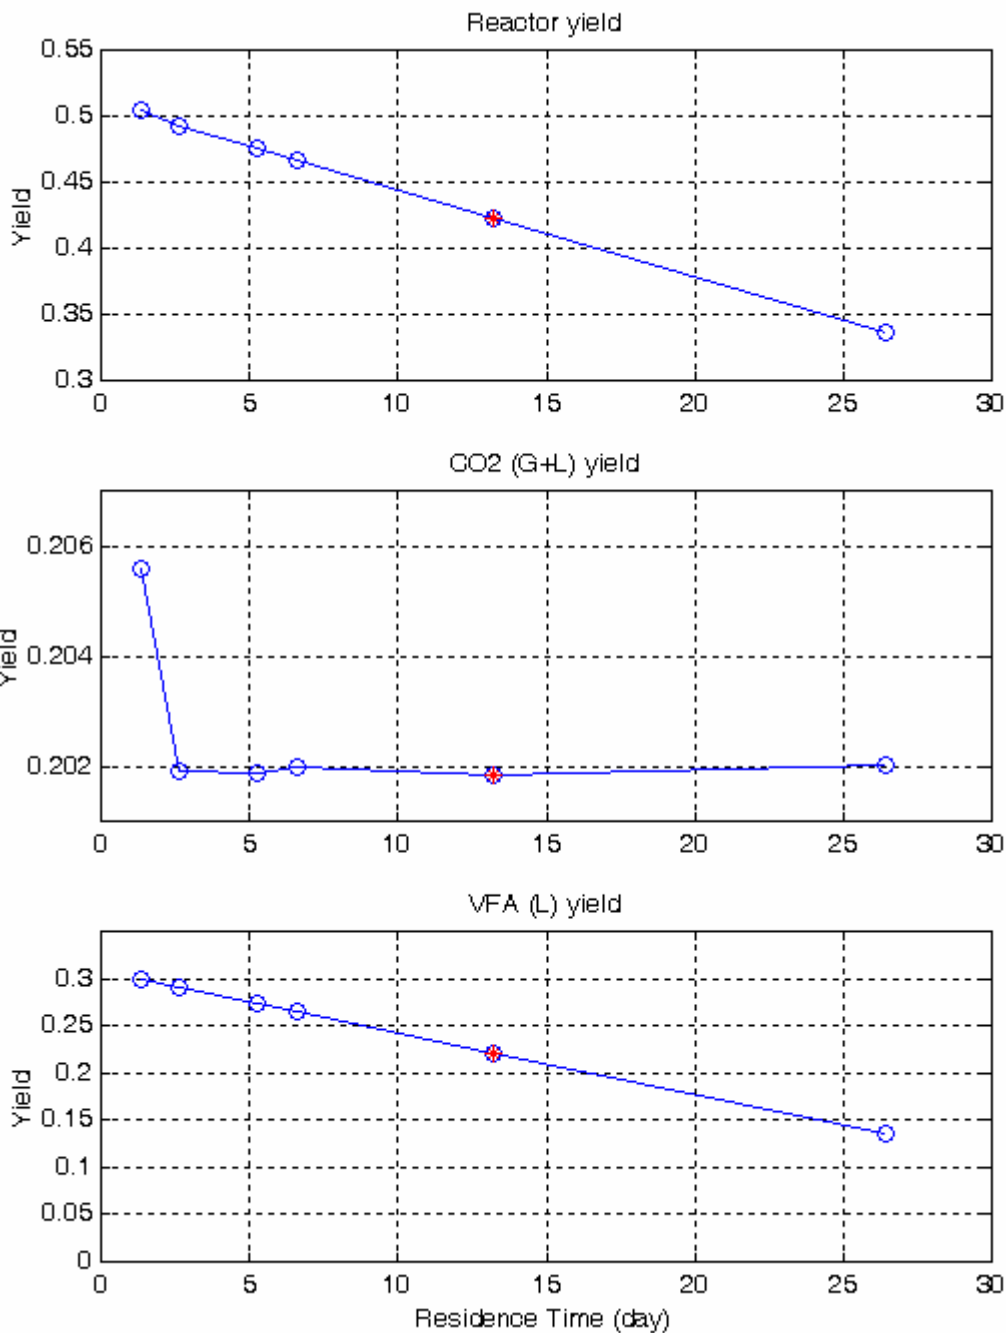 Reactor yield
0.55
0.5
0.45
0.4
0.35
0.3
Yield
0 5 10 15 20 25 30
CO2 (G+L) yield
0.206
0.204
0.202
Yield
0 5 10 15 20 25 30
VFA (L) yield
0.3
0.25
0.2
0.15
0.1
0.05
0
Yield
0 5 10 15 20 25 30
Residence Time (day)